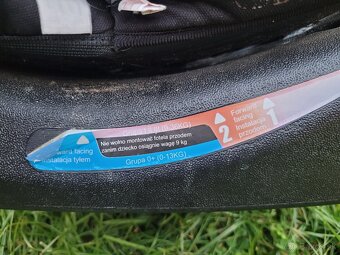 Forward
facing
Instalacja
przodem
2
1
Nie wolno montować fotela przodem
zanim dziecko osiągnie wagę 9 kg
facing
Instalacja tyłem
Grupa 0+ (0-13KG)